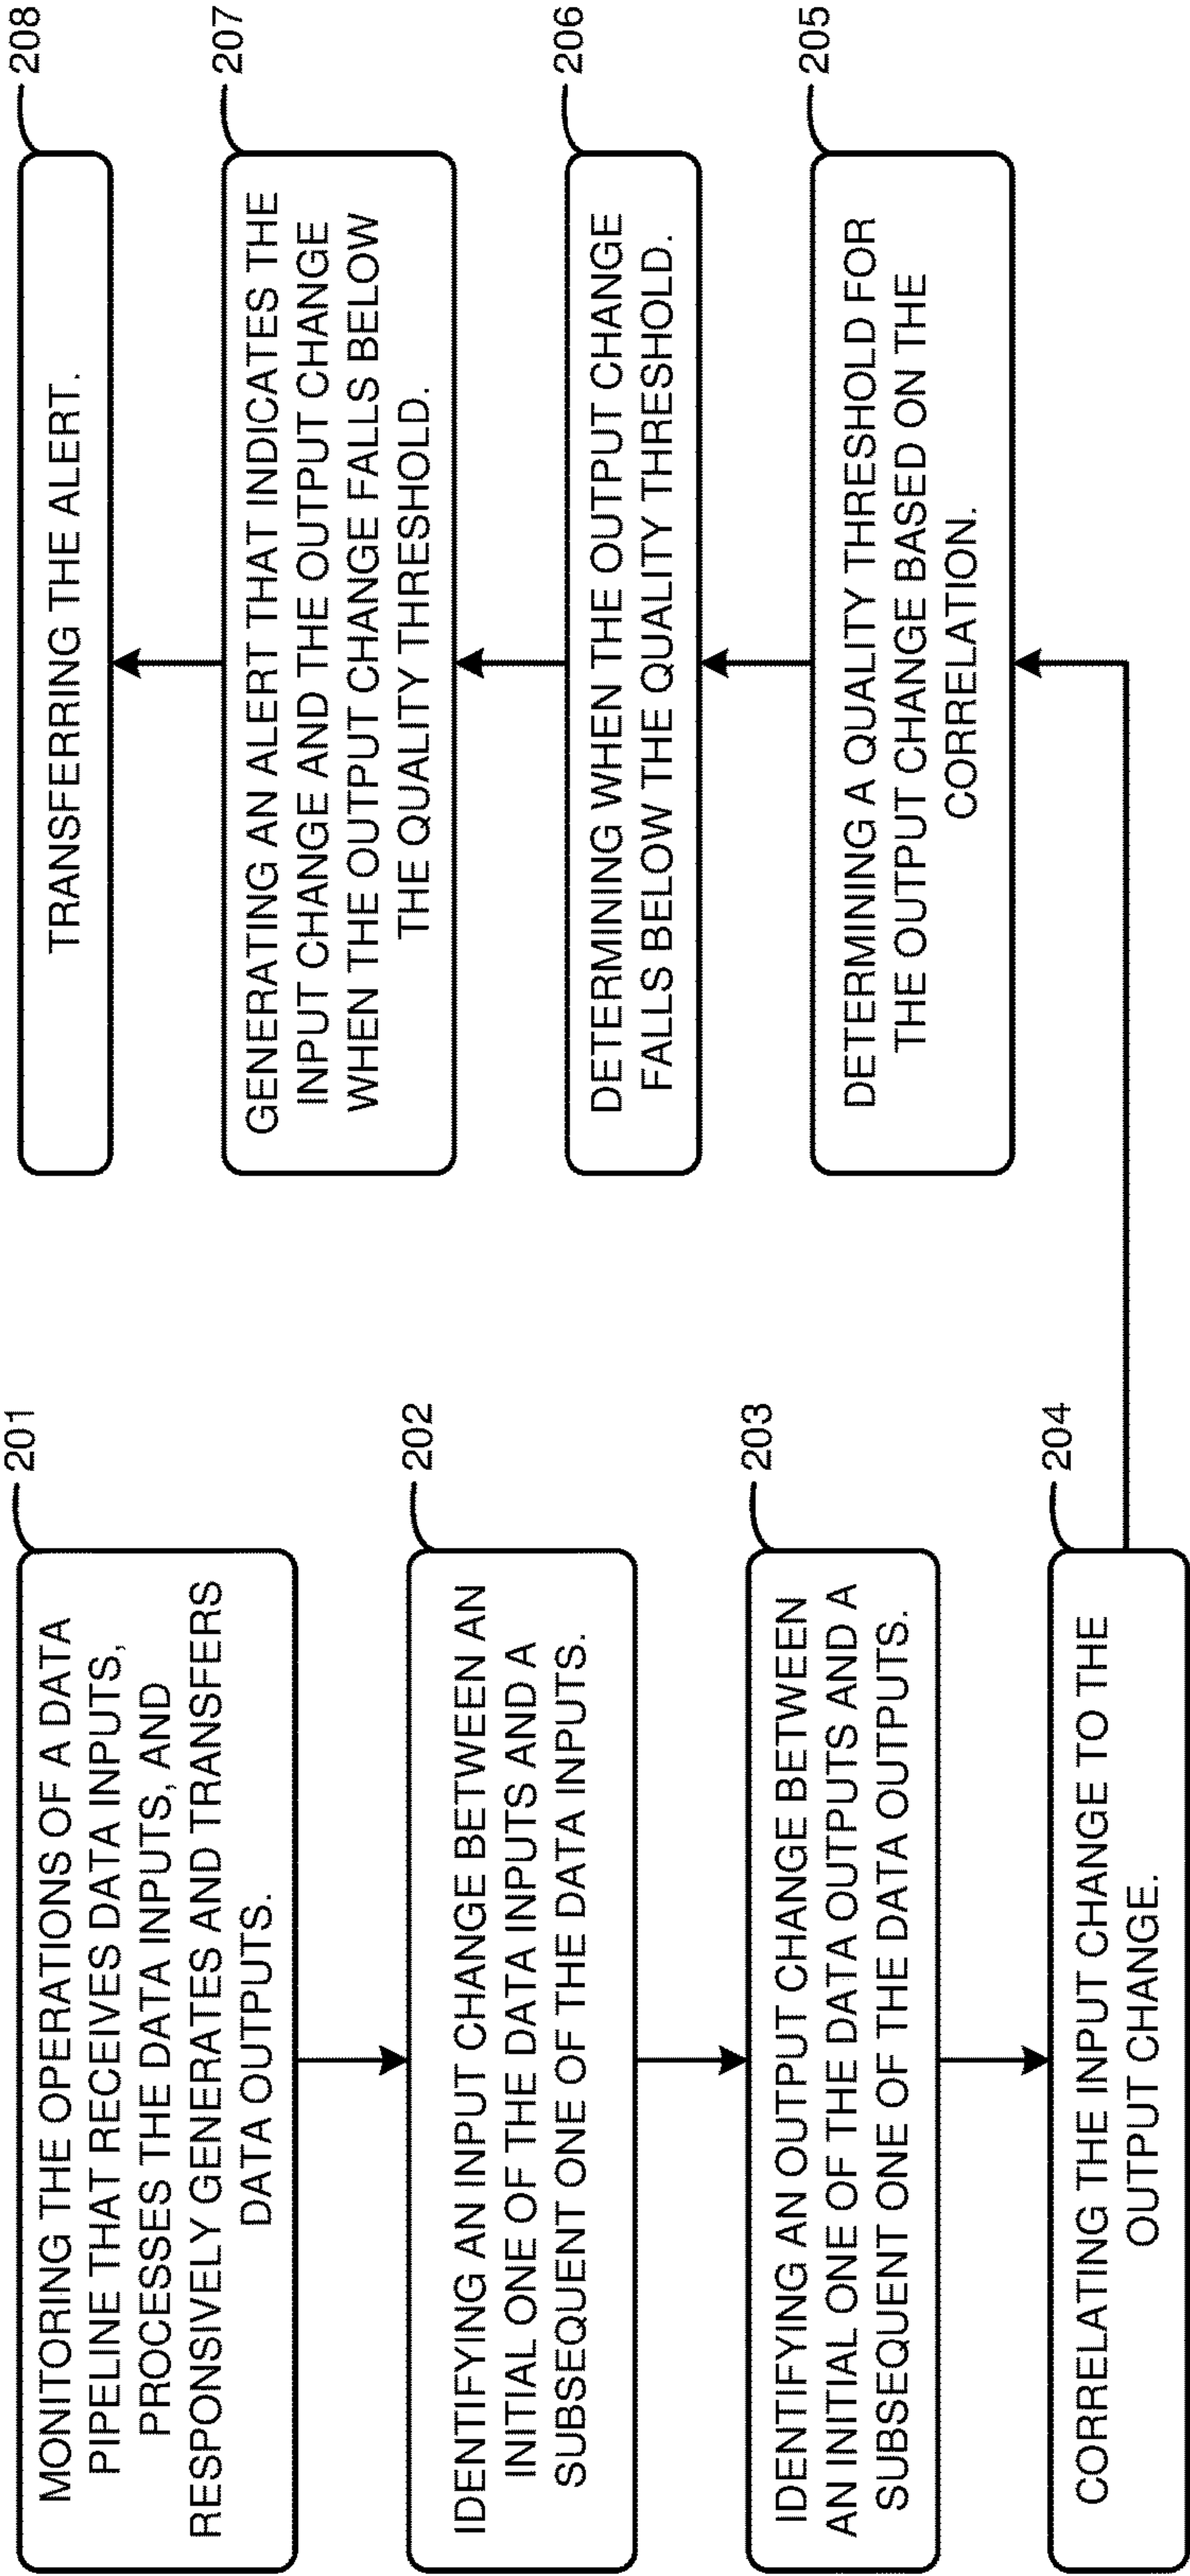 201
MONITORING THE OPERATIONS OF A DATA
PIPELINE THAT RECEIVES DATA INPUTS,
PROCESSES THE DATA INPUTS, AND
RESPONSIVELY GENERATES AND TRANSFERS
DATA OUTPUTS.
202
IDENTIFYING AN INPUT CHANGE BETWEEN AN
INITIAL ONE OF THE DATA INPUTS AND A
SUBSEQUENT ONE OF THE DATA INPUTS.
203
IDENTIFYING AN OUTPUT CHANGE BETWEEN
AN INITIAL ONE OF THE DATA OUTPUTS AND A
SUBSEQUENT ONE OF THE DATA OUTPUTS.
204
CORRELATING THE INPUT CHANGE TO THE
OUTPUT CHANGE.
205
DETERMINING A QUALITY THRESHOLD FOR
THE OUTPUT CHANGE BASED ON THE
CORRELATION.
206
DETERMINING WHEN THE OUTPUT CHANGE
FALLS BELOW THE QUALITY THRESHOLD.
207
GENERATING AN ALERT THAT INDICATES THE
INPUT CHANGE AND THE OUTPUT CHANGE
WHEN THE OUTPUT CHANGE FALLS BELOW
THE QUALITY THRESHOLD.
208
TRANSFERRING THE ALERT.